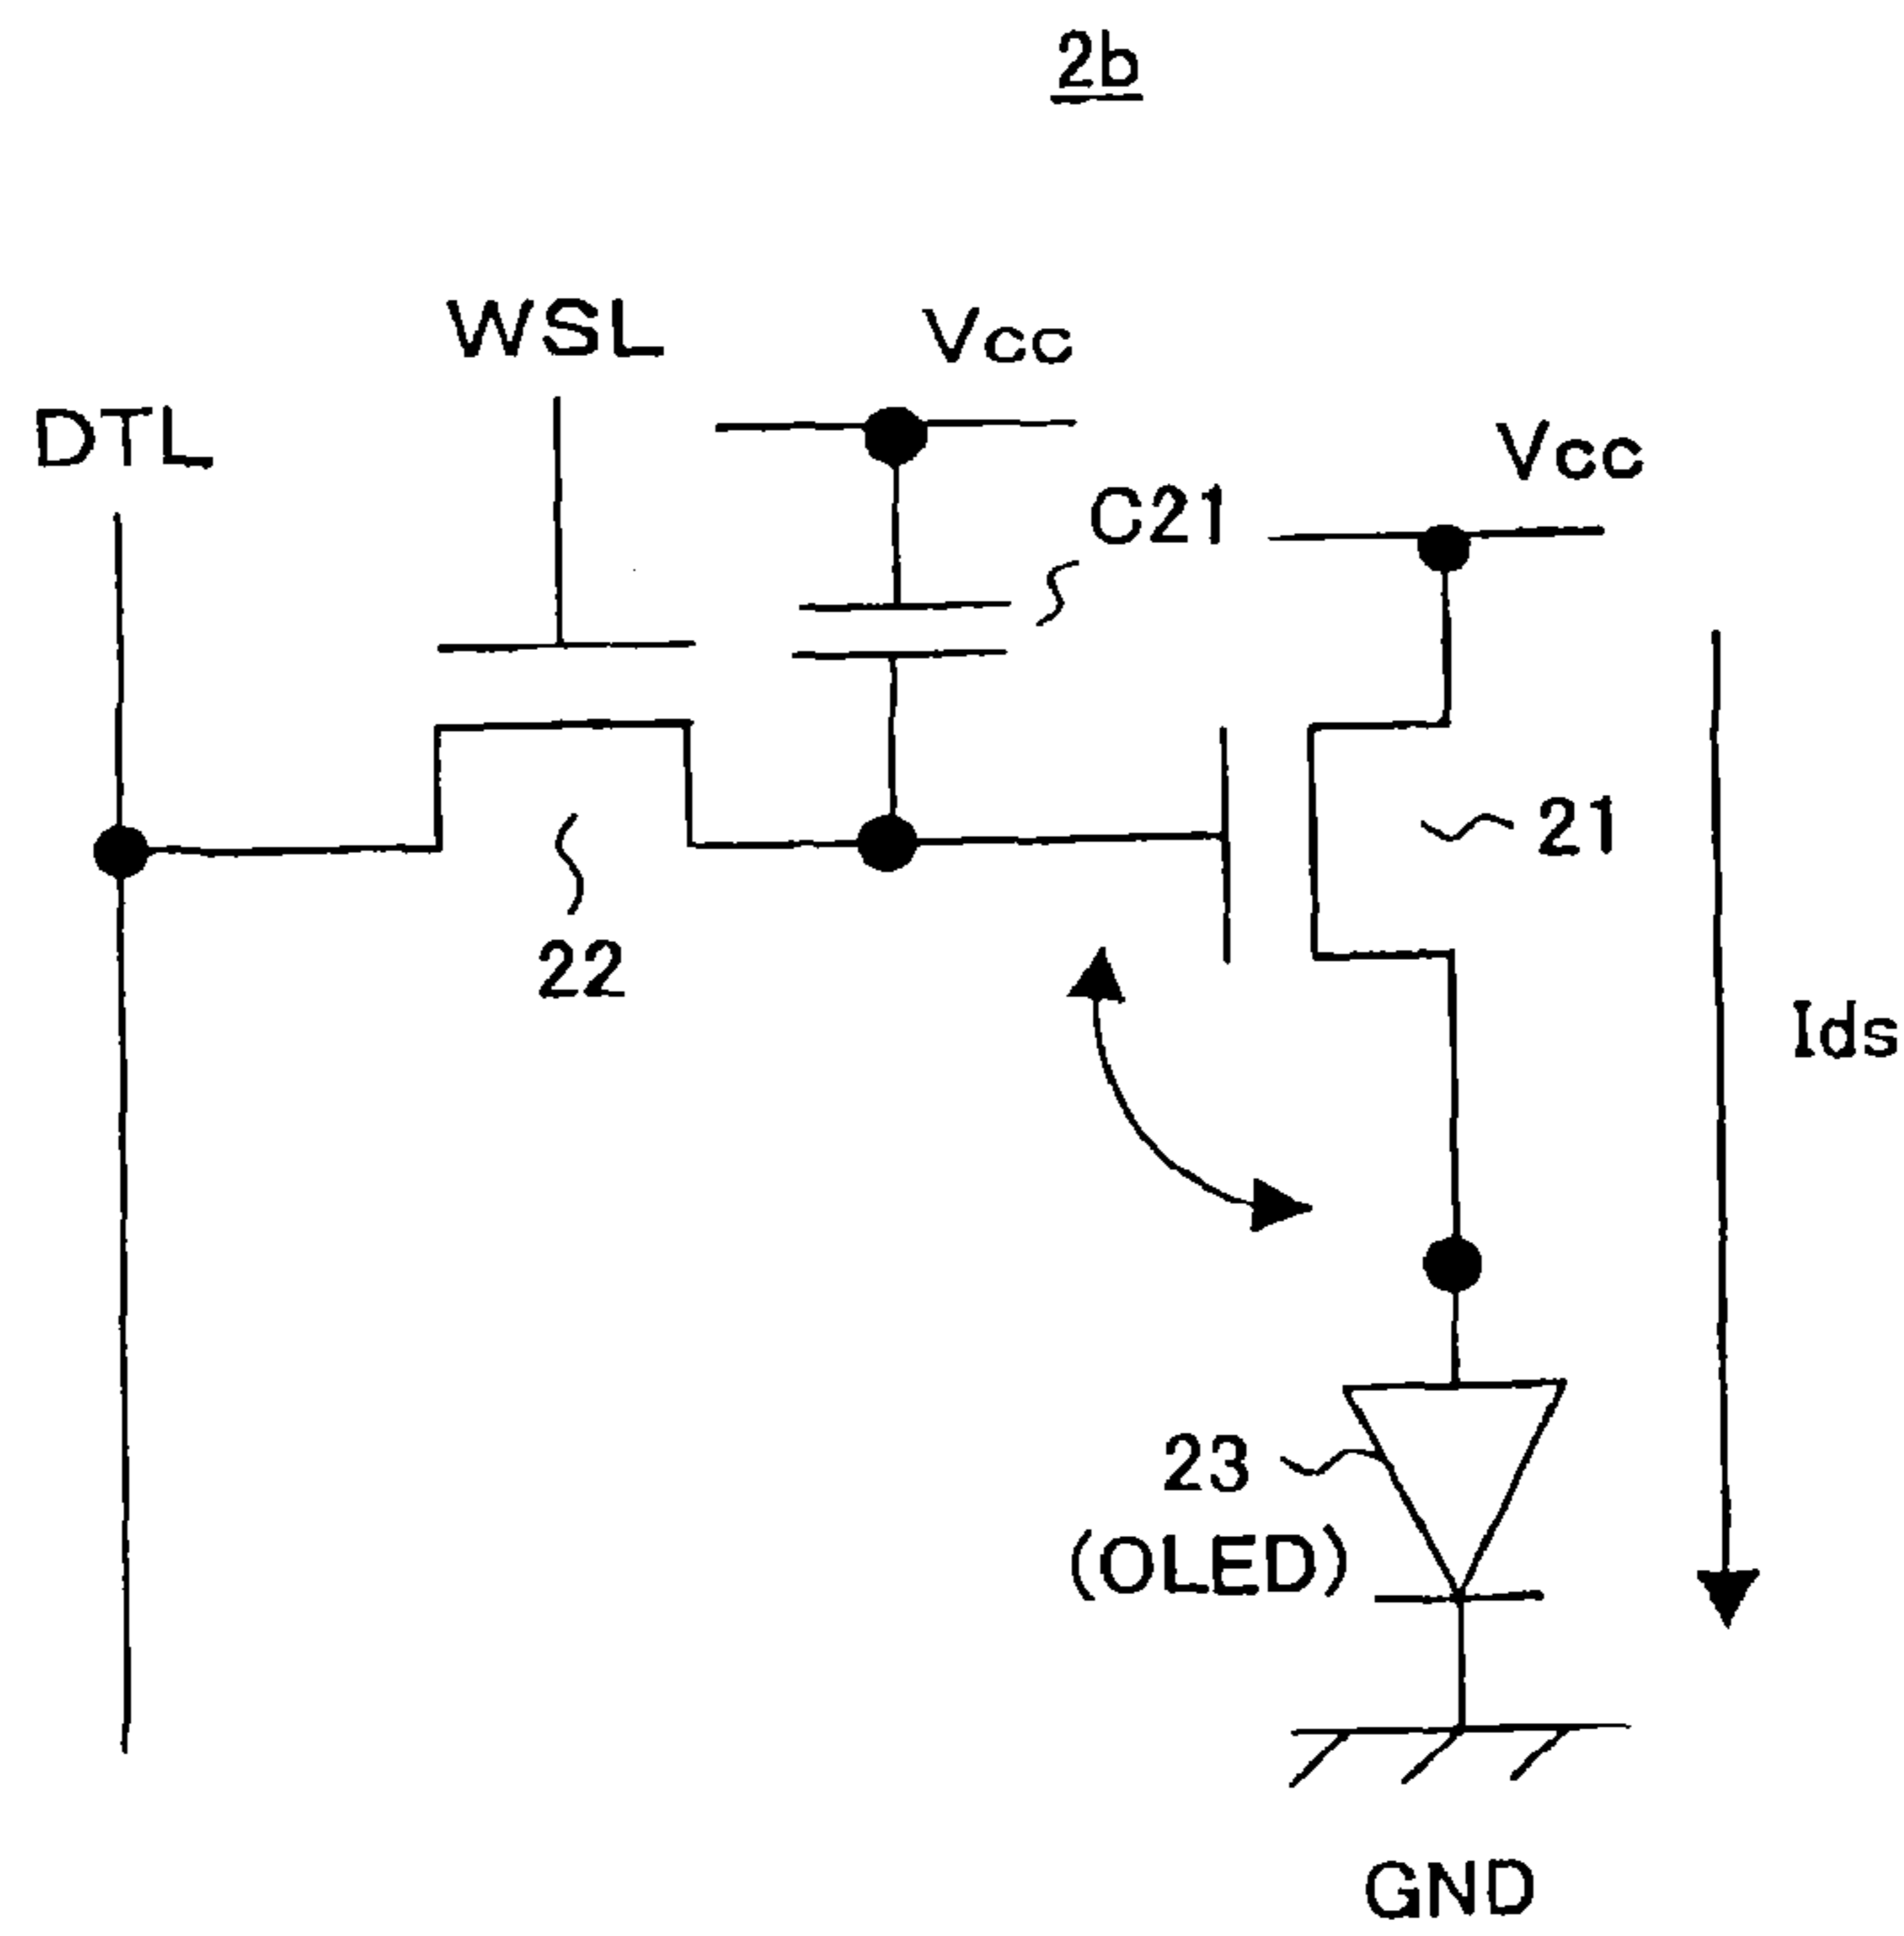 2b
WSL
Vcc
DTL
Vcc
C21
21
22
Ids
23
(OLED)
GND